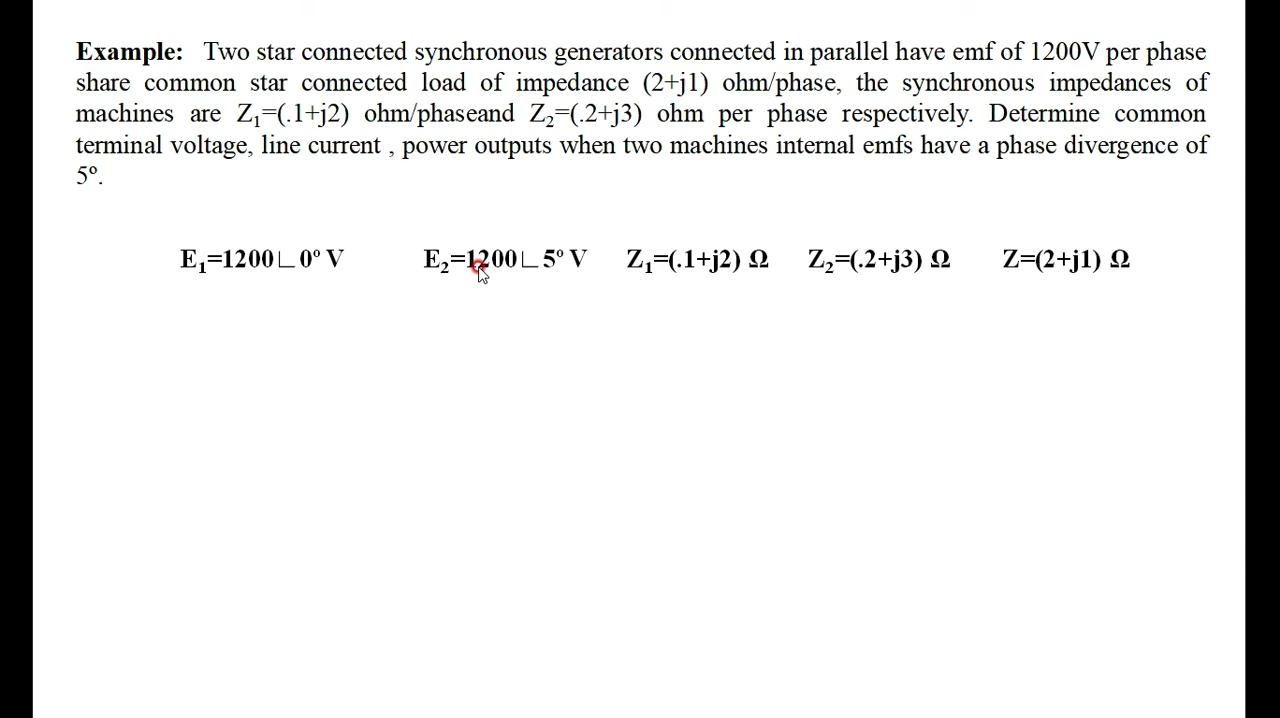 Example: Two star connected synchronous generators connected in parallel have emf of 1200V per phase
share common star connected load of impedance (2+j1) ohm/phase, the synchronous impedances of
machines are Z₁=(.1+j2) ohm/phaseand Z₂=(.2+j3) ohm per phase respectively. Determine common
terminal voltage, line current , power outputs when two machines internal emfs have a phase divergence of
5º.
E₁=1200∟0º V E₂=1200∟5º V Z₁=(.1+j2) Ω Z₂=(.2+j3) Ω Z=(2+j1) Ω